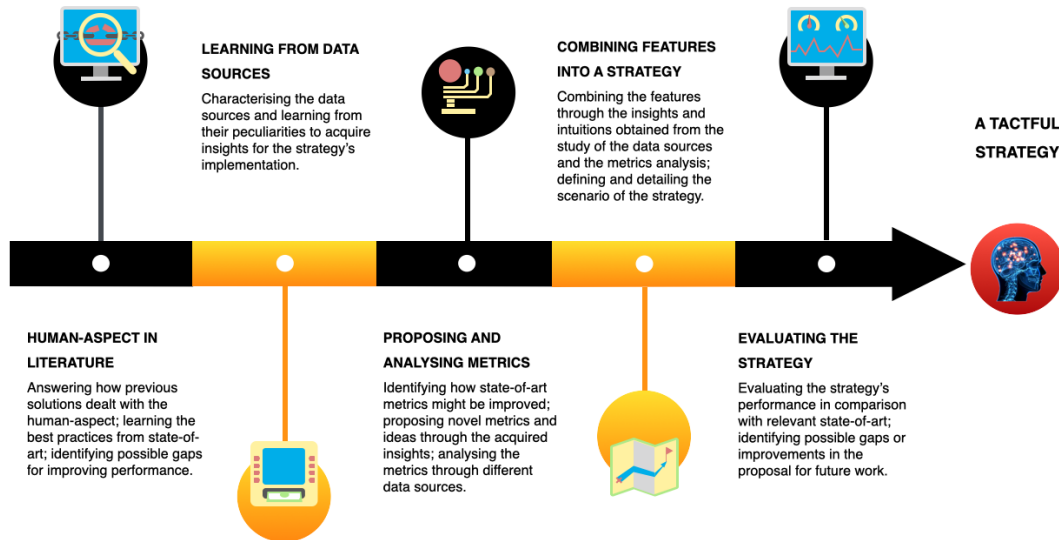 LEARNING FROM DATA
SOURCES
Characterising the data
sources and learning from
their peculiarities to acquire
insights for the strategy's
implementation.
COMBINING FEATURES
INTO A STRATEGY
Combining the features
through the insights and
intuitions obtained from the
study of the data sources
and the metrics analysis;
defining and detailing the
scenario of the strategy.
A TACTFUL
STRATEGY
HUMAN-ASPECT IN
LITERATURE
Answering how previous
solutions dealt with the
human-aspect; learning the
best practices from state-of-
art; identifying possible gaps
for improving performance.
PROPOSING AND
ANALYSING METRICS
Identifying how state-of-art
metrics might be improved;
proposing novel metrics and
ideas through the acquired
insights; analysing the
metrics through different
data sources.
EVALUATING THE
STRATEGY
Evaluating the strategy's
performance in comparison
with relevant state-of-art;
identifying possible gaps or
improvements in the
proposal for future work.